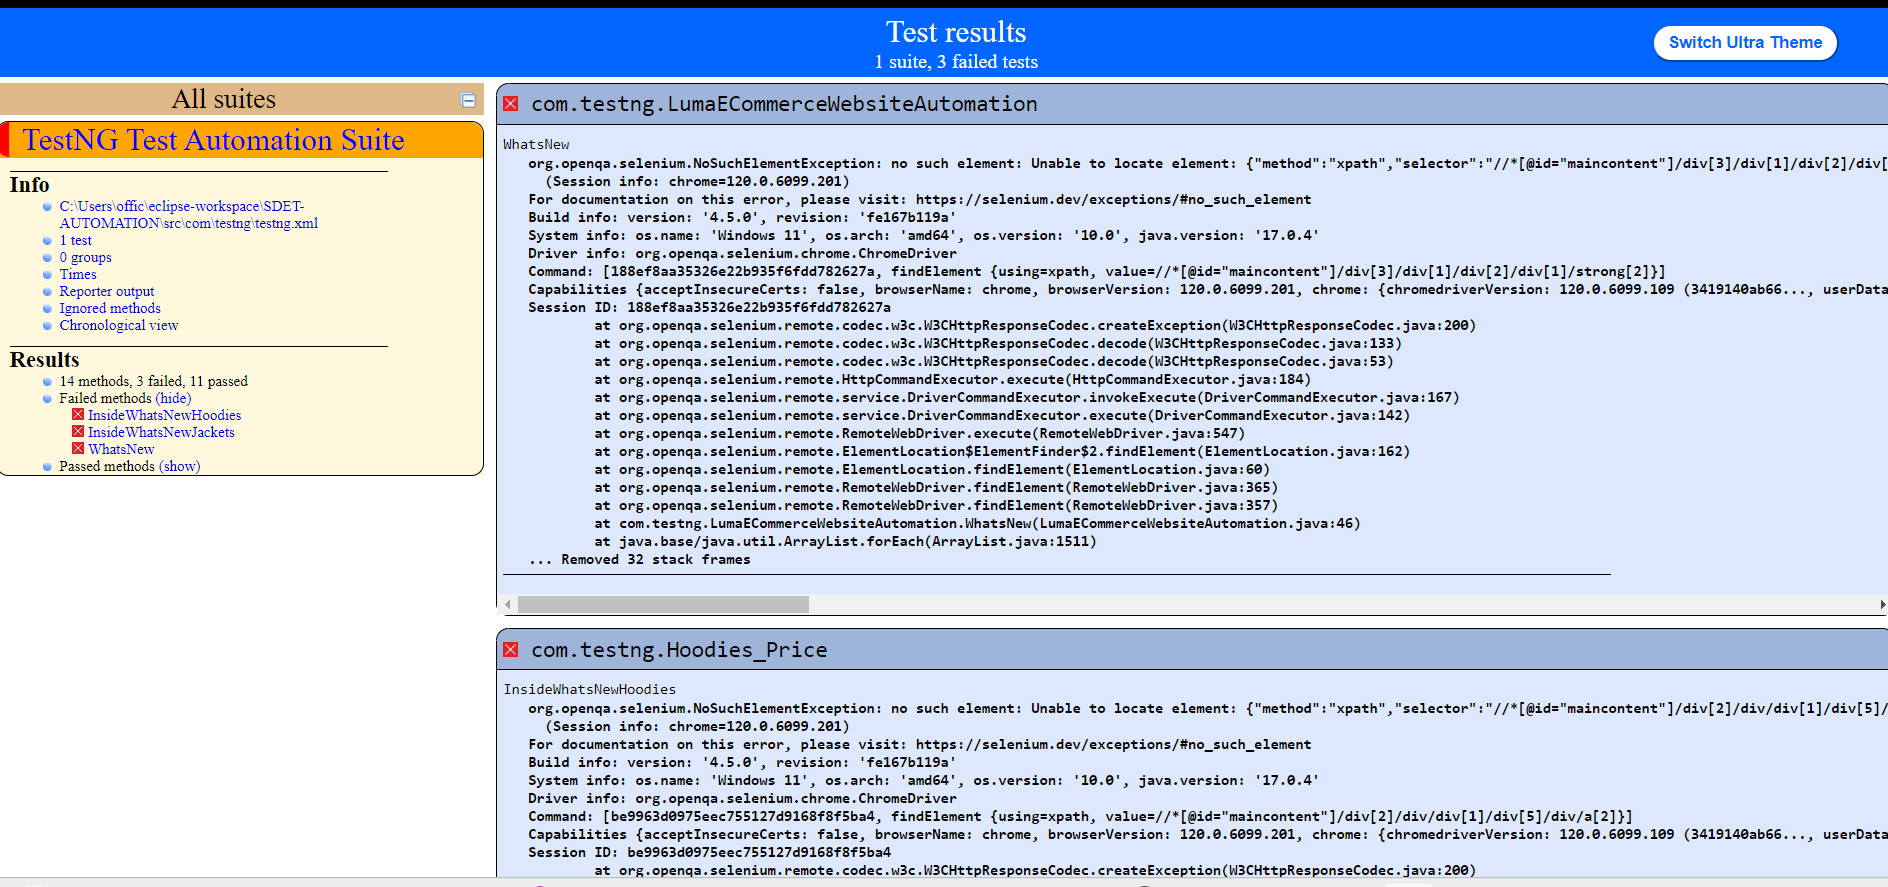 Test results
1 suite, 3 failed tests
Switch Ultra Theme
All suites
TestNG Test Automation Suite
Info
C:\Users\offic\eclipse-workspace\SDET-
AUTOMATION\src\com\testng\testng.xml
1 test
0 groups
Times
Reporter output
Ignored methods
Chronological view
Results
14 methods, 3 failed, 11 passed
Failed methods (hide)
InsideWhatsNewHoodies
InsideWhatsNewJackets
WhatsNew
Passed methods (show)
com.testng.LumaECommerceWebsiteAutomation
WhatsNew
org.openqa.selenium.NoSuchElementException: no such element: Unable to locate element: {"method":"xpath","selector":"//*[@id="maincontent"]/div[3]/div[1]/div[2]/div[
(Session info: chrome=120.0.6099.201)
For documentation on this error, please visit: https://selenium.dev/exceptions/#no_such_element
Build info: version: '4.5.0', revision: 'fe167b119a'
System info: os.name: 'Windows 11', os.arch: 'amd64', os.version: '10.0', java.version: '17.0.4'
Driver info: org.openqa.selenium.chrome.ChromeDriver
Command: [188ef8aa35326e22b935f6fdd782627a, findElement {using=xpath, value=//*[@id="maincontent"]/div[3]/div[1]/div[2]/div[1]/strong[2]}]
Capabilities {acceptInsecureCerts: false, browserName: chrome, browserVersion: 120.0.6099.201, chrome: {chromedriverVersion: 120.0.6099.109 (3419140ab66..., userData
Session ID: 188ef8aa35326e22b935f6fdd782627a
at org.openqa.selenium.remote.codec.w3c.W3CHttpResponseCodec.createException(W3CHttpResponseCodec.java:200)
at org.openqa.selenium.remote.codec.w3c.W3CHttpResponseCodec.decode(W3CHttpResponseCodec.java:133)
at org.openqa.selenium.remote.codec.w3c.W3CHttpResponseCodec.decode(W3CHttpResponseCodec.java:53)
at org.openqa.selenium.remote.HttpCommandExecutor.execute(HttpCommandExecutor.java:184)
at org.openqa.selenium.remote.service.DriverCommandExecutor.invokeExecute(DriverCommandExecutor.java:167)
at org.openqa.selenium.remote.service.DriverCommandExecutor.execute(DriverCommandExecutor.java:142)
at org.openqa.selenium.remote.RemoteWebDriver.execute(RemoteWebDriver.java:547)
at org.openqa.selenium.remote.ElementLocation$ElementFinder$2.findElement(ElementLocation.java:162)
at org.openqa.selenium.remote.ElementLocation.findElement(ElementLocation.java:60)
at org.openqa.selenium.remote.RemoteWebDriver.findElement(RemoteWebDriver.java:365)
at org.openqa.selenium.remote.RemoteWebDriver.findElement(RemoteWebDriver.java:357)
at com.testng.LumaECommerceWebsiteAutomation.WhatsNew(LumaECommerceWebsiteAutomation.java:46)
at java.base/java.util.ArrayList.forEach(ArrayList.java:1511)
... Removed 32 stack frames
com.testng.Hoodies_Price
InsideWhatsNewHoodies
org.openqa.selenium.NoSuchElementException: no such element: Unable to locate element: {"method":"xpath","selector":"//*[@id="maincontent"]/div[2]/div/div[1]/div[5]/
(Session info: chrome=120.0.6099.201)
For documentation on this error, please visit: https://selenium.dev/exceptions/#no_such_element
Build info: version: '4.5.0', revision: 'fe167b119a'
System info: os.name: 'Windows 11', os.arch: 'amd64', os.version: '10.0', java.version: '17.0.4'
Driver info: org.openqa.selenium.chrome.ChromeDriver
Command: [be9963d0975eec755127d9168f8f5ba4, findElement {using=xpath, value=//*[@id="maincontent"]/div[2]/div/div[1]/div[5]/div/a[2]}]
Capabilities {acceptInsecureCerts: false, browserName: chrome, browserVersion: 120.0.6099.201, chrome: {chromedriverVersion: 120.0.6099.109 (3419140ab66..., userData
Session ID: be9963d0975eec755127d9168f8f5ba4
at org.openqa.selenium.remote.codec.w3c.W3CHttpResponseCodec.createException(W3CHttpResponseCodec.java:200)